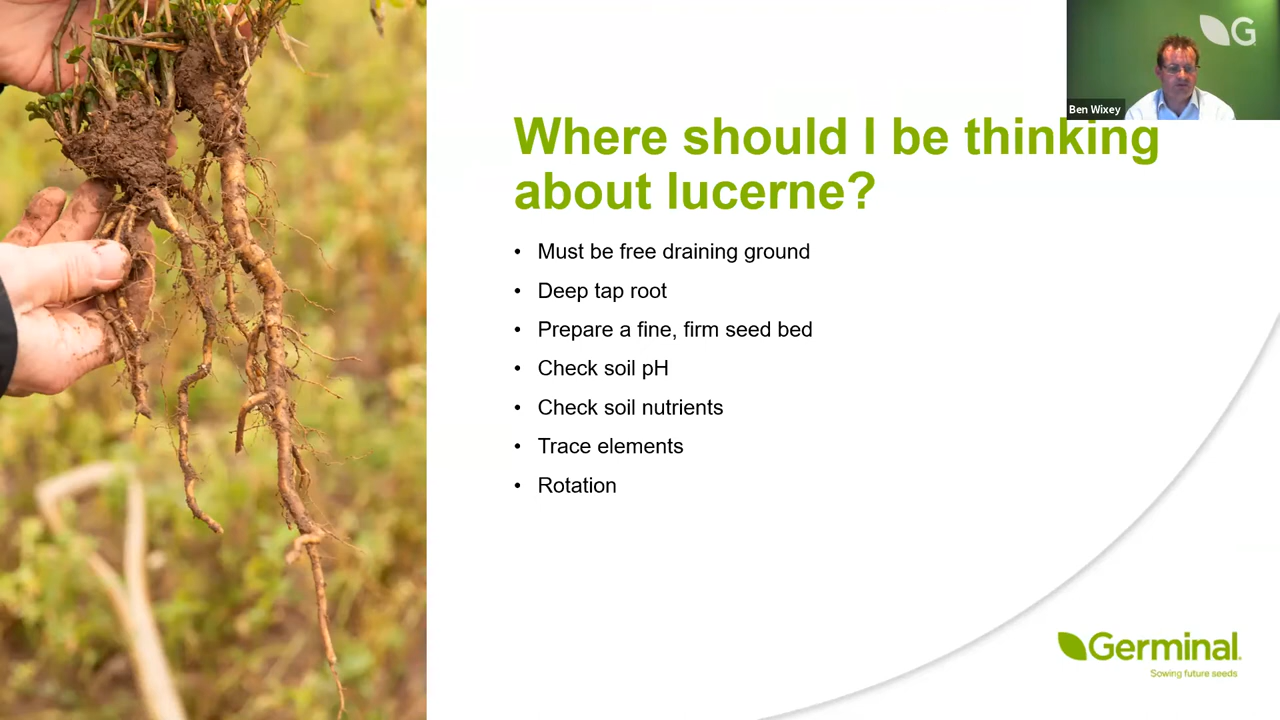 G
Ben Wixey
Where should I be thinking
about lucerne?
• Must be free draining ground
• Deep tap root
• Prepare a fine, firm seed bed
• Check soil pH
• Check soil nutrients
• Trace elements
• Rotation
Germinal
Sowing future seeds